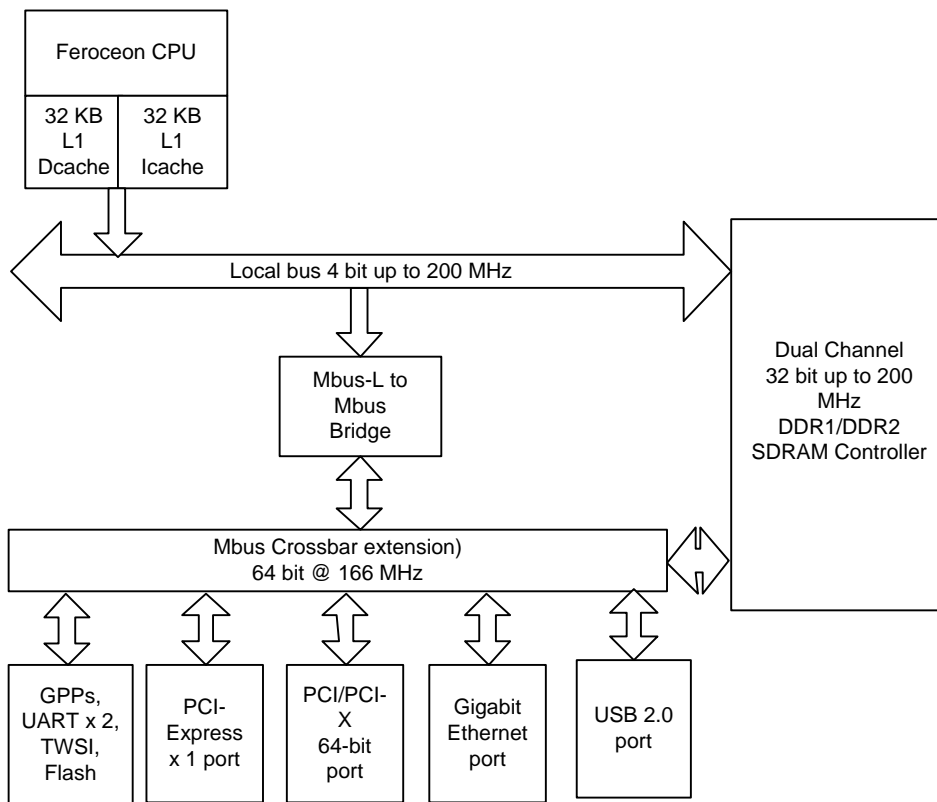 Feroceon CPU
32 KB
L1
Dcache
32 KB
L1
Icache
Local bus 4 bit up to 200 MHz
Dual Channel
32 bit up to 200
MHz
DDR1/DDR2
SDRAM Controller
Mbus-L to
Mbus
Bridge
Mbus Crossbar extension)
64 bit @ 166 MHz
GPPs,
UART x 2,
TWSI,
Flash
PCI-
Express
x 1 port
PCI/PCI-
X
64-bit
port
Gigabit
Ethernet
port
USB 2.0
port